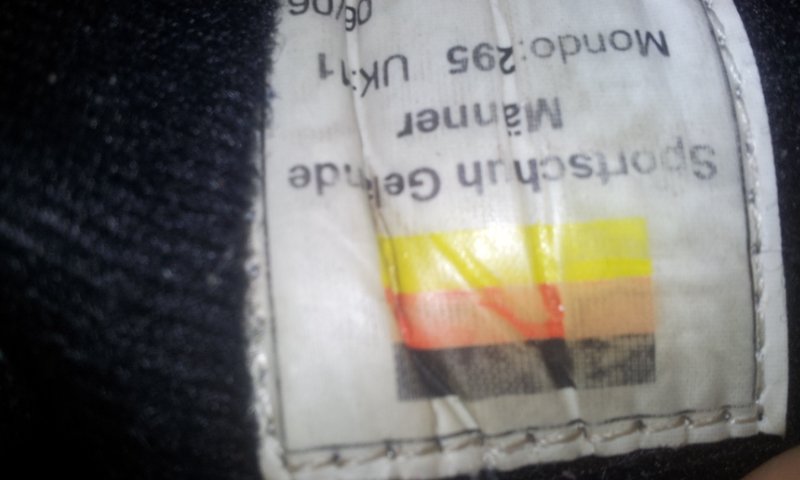 Sportschuh Gelände
Männer
Mondo:295 UK:11
06/06